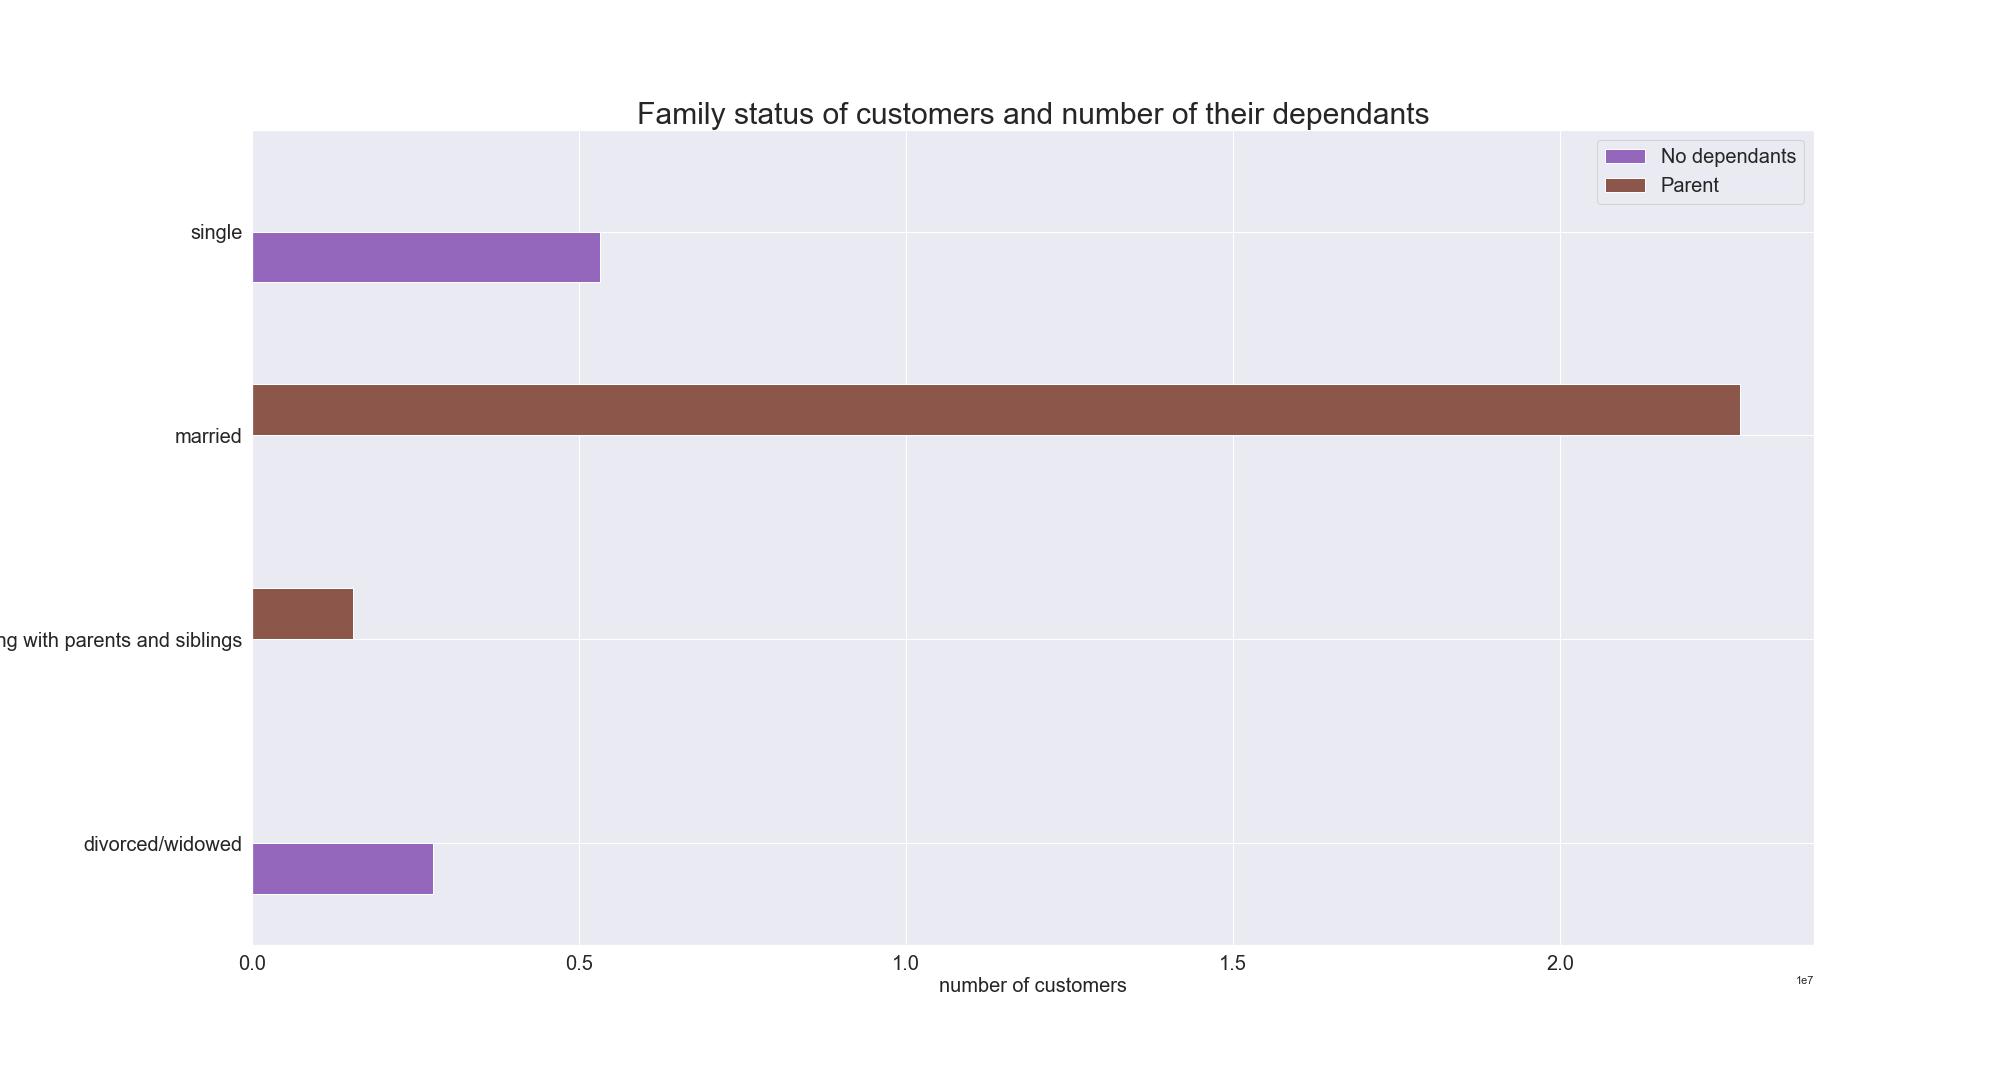 Family status of customers and number of their dependants
No dependants
Parent
single
married
ng with parents and siblings
divorced/widowed
0.0 0.5 1.0 1.5 2.0
1e7
number of customers